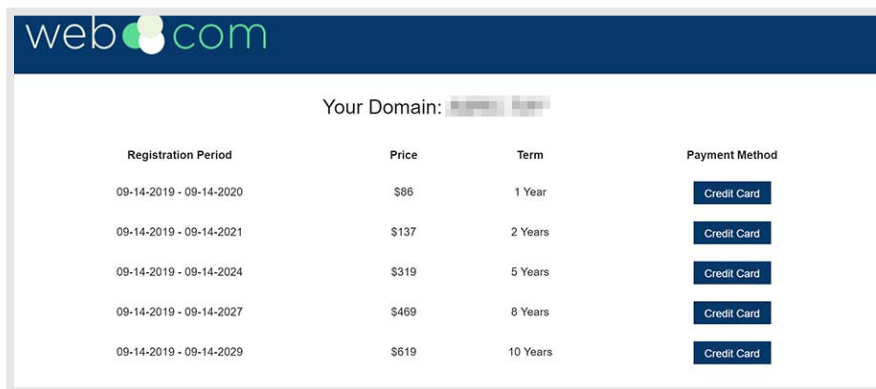 web com
Your Domain:
Registration Period Price Term Payment Method
09-14-2019 - 09-14-2020 $86 1 Year Credit Card
09-14-2019 - 09-14-2021 $137 2 Years Credit Card
09-14-2019 - 09-14-2024 $319 5 Years Credit Card
09-14-2019 - 09-14-2027 $469 8 Years Credit Card
09-14-2019 - 09-14-2029 $619 10 Years Credit Card